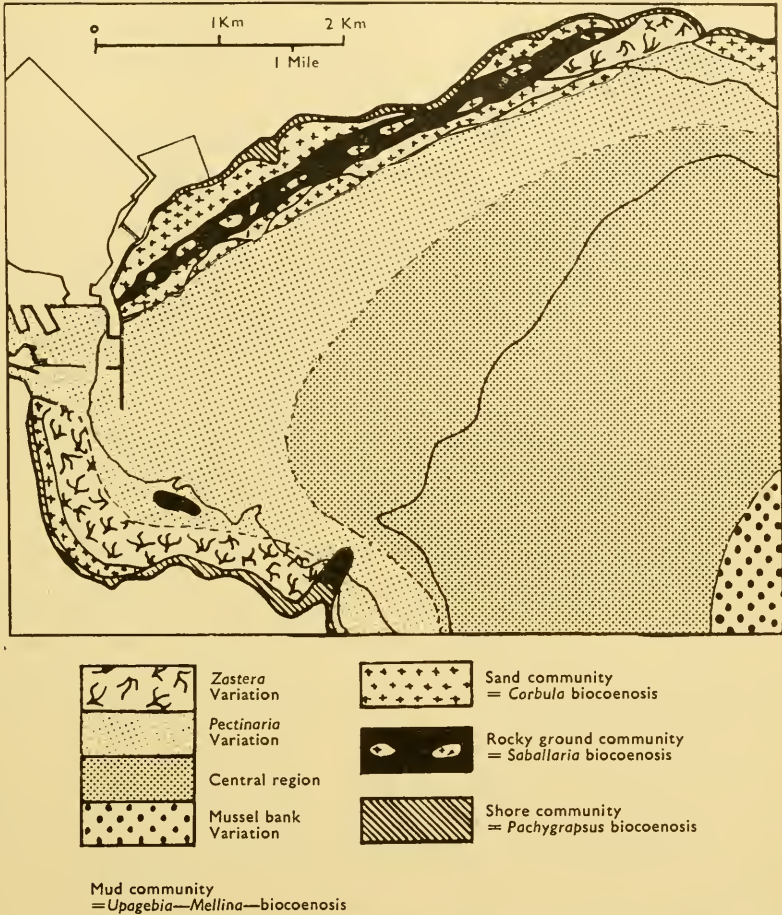 0 1 Km 2 Km
1 Mile
Zastera
Variation
Pectinaria
Variation
Central region
Mussel bank
Variation
Sand community
= Corbula biocoenosis
Rocky ground community
= Saballaria biocoenosis
Shore community
= Pachygrapsus biocoenosis
Mud community
=Upagebia—Mellina—biocoenosis